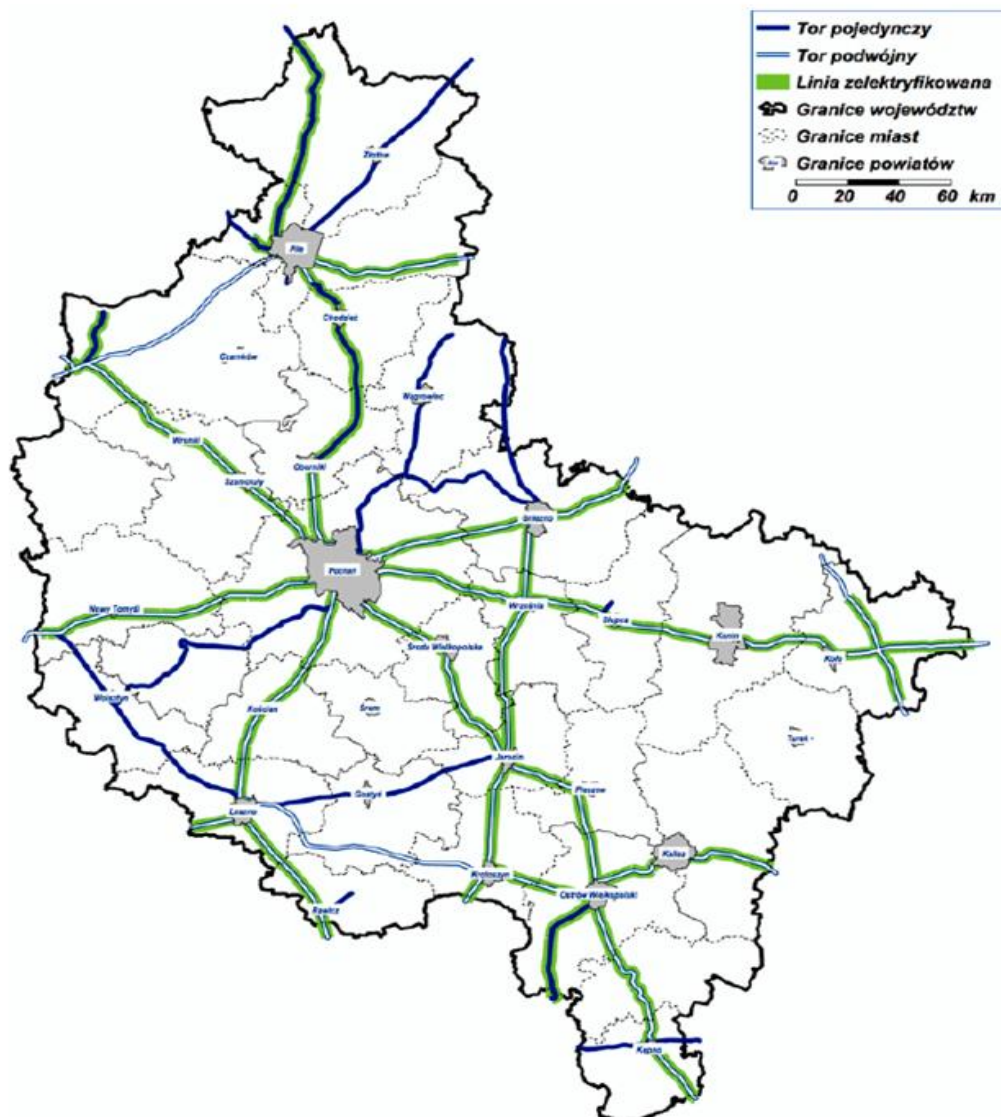 Tor pojedynczy
Tor podwójny
Linia zelektryfikowana
Granice województw
Granice miast
Granice powiatów
0 20 40 60 km
Złotów
Piła
Chodzież
Czarnków
Wągrowiec
Wronki
Oborniki
Szamotuły
Gniezno
Poznań
Nowy Tomyśl
Września
Słupca
Konin
Koło
Środa Wielkopolska
Wolsztyn
Kościan
Śrem
Turek
Jarocin
Gostyń
Pleszew
Leszno
Kalisz
Krotoszyn
Ostrów Wielkopolski
Rawicz
Kępno